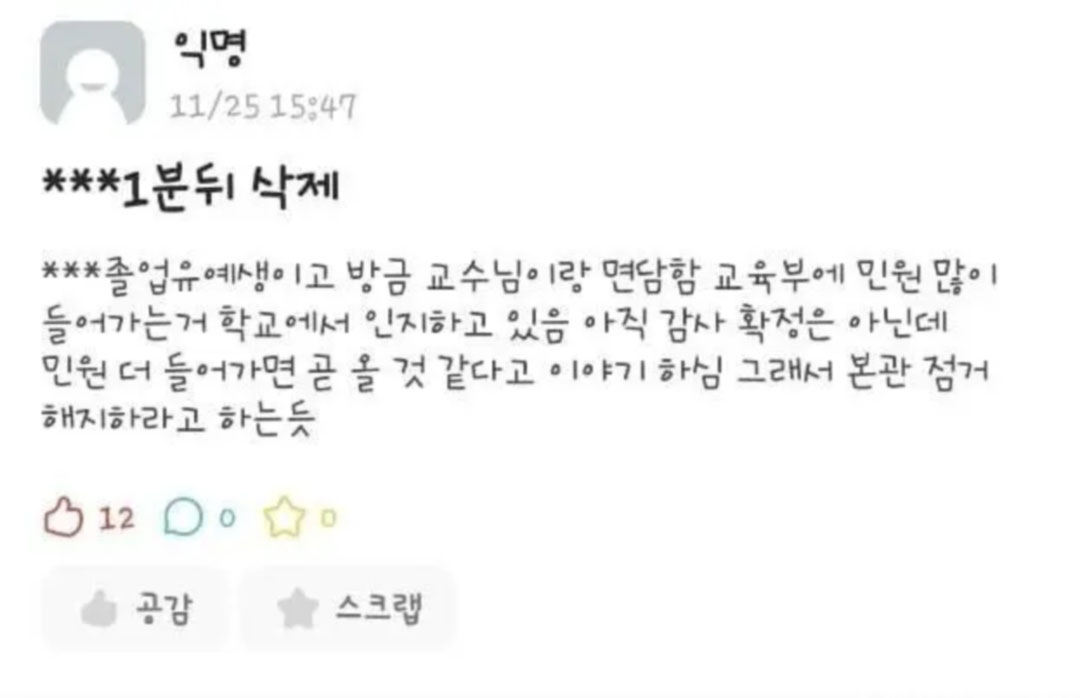 익명
11/25 15:47
***1분뒤 삭제
***졸업유예생이고 방금 교수님이랑 면담함 교육부에 민원 많이
들어가는거 학교에서 인지하고 있음 아직 감사 확정은 아닌데
민원 더 들어가면 곧 올 것 같다고 이야기 하심 그래서 본관 점거
해지하라고 하는듯
12 0 0
공감 스크랩